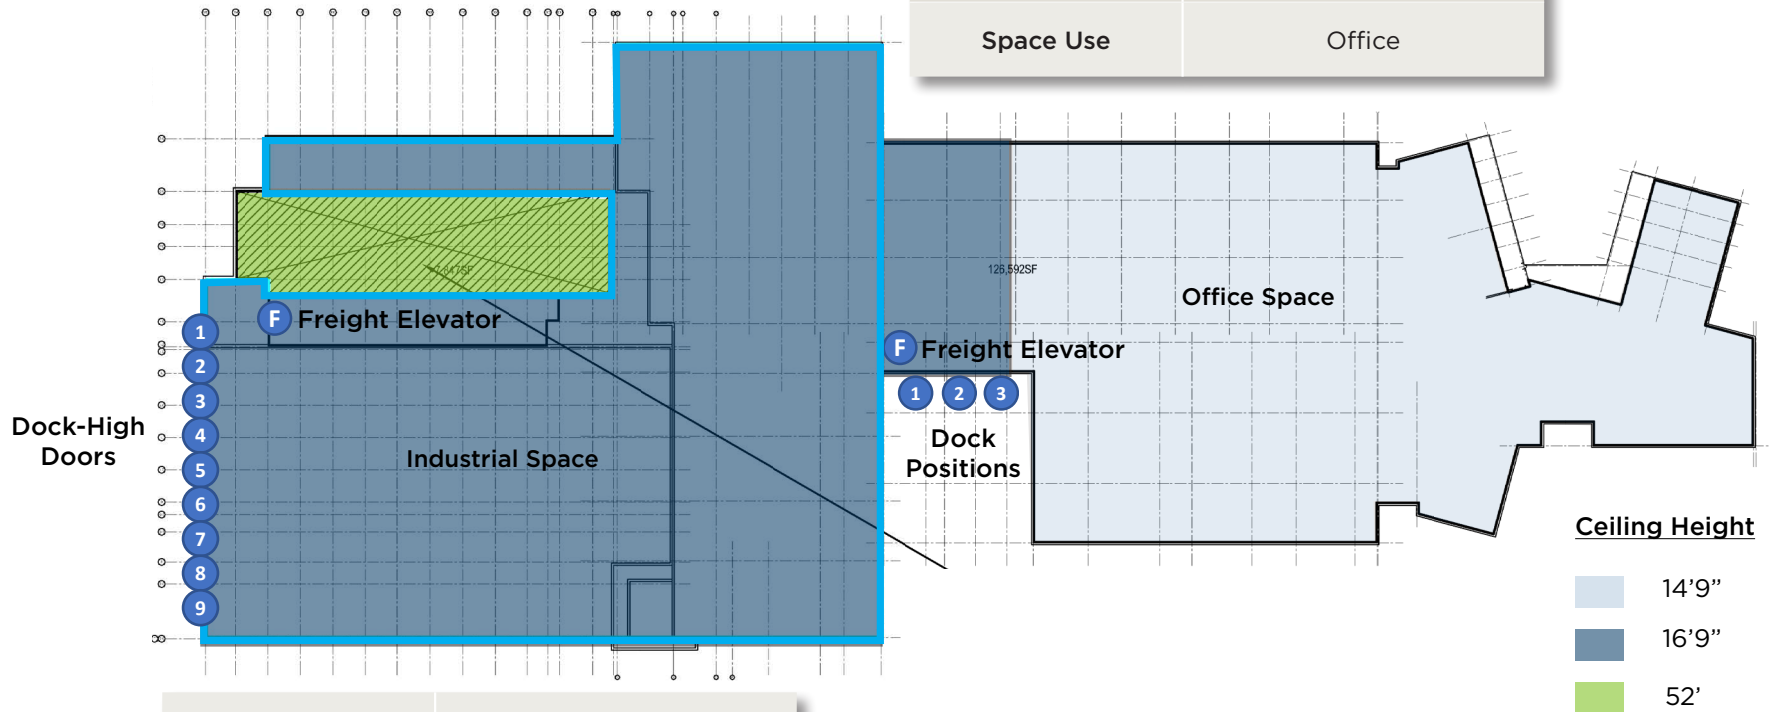 Space Use
Office
126,592SF
Office Space
F
Freight Elevator
F
Freight Elevator
1
2
3
4
5
6
7
8
9
1
2
3
Dock-High
Doors
Industrial Space
Dock
Positions
Ceiling Height
14’9”
16’9”
52’